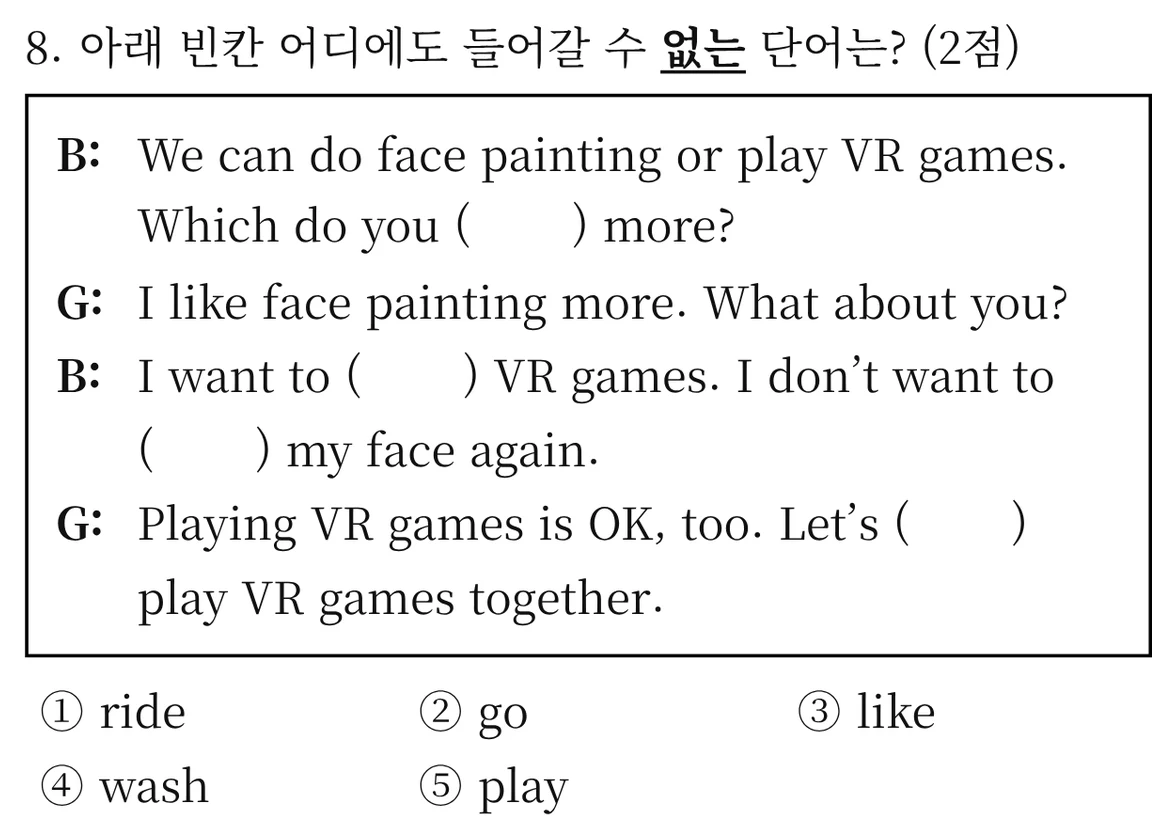 8. 아래 빈칸 어디에도 들어갈 수 없는 단어는? (2점)
B: We can do face painting or play VR games.
Which do you (      ) more?
G: I like face painting more. What about you?
B: I want to (      ) VR games. I don’t want to
(      ) my face again.
G: Playing VR games is OK, too. Let’s (      )
play VR games together.
① ride ② go ③ like
④ wash ⑤ play